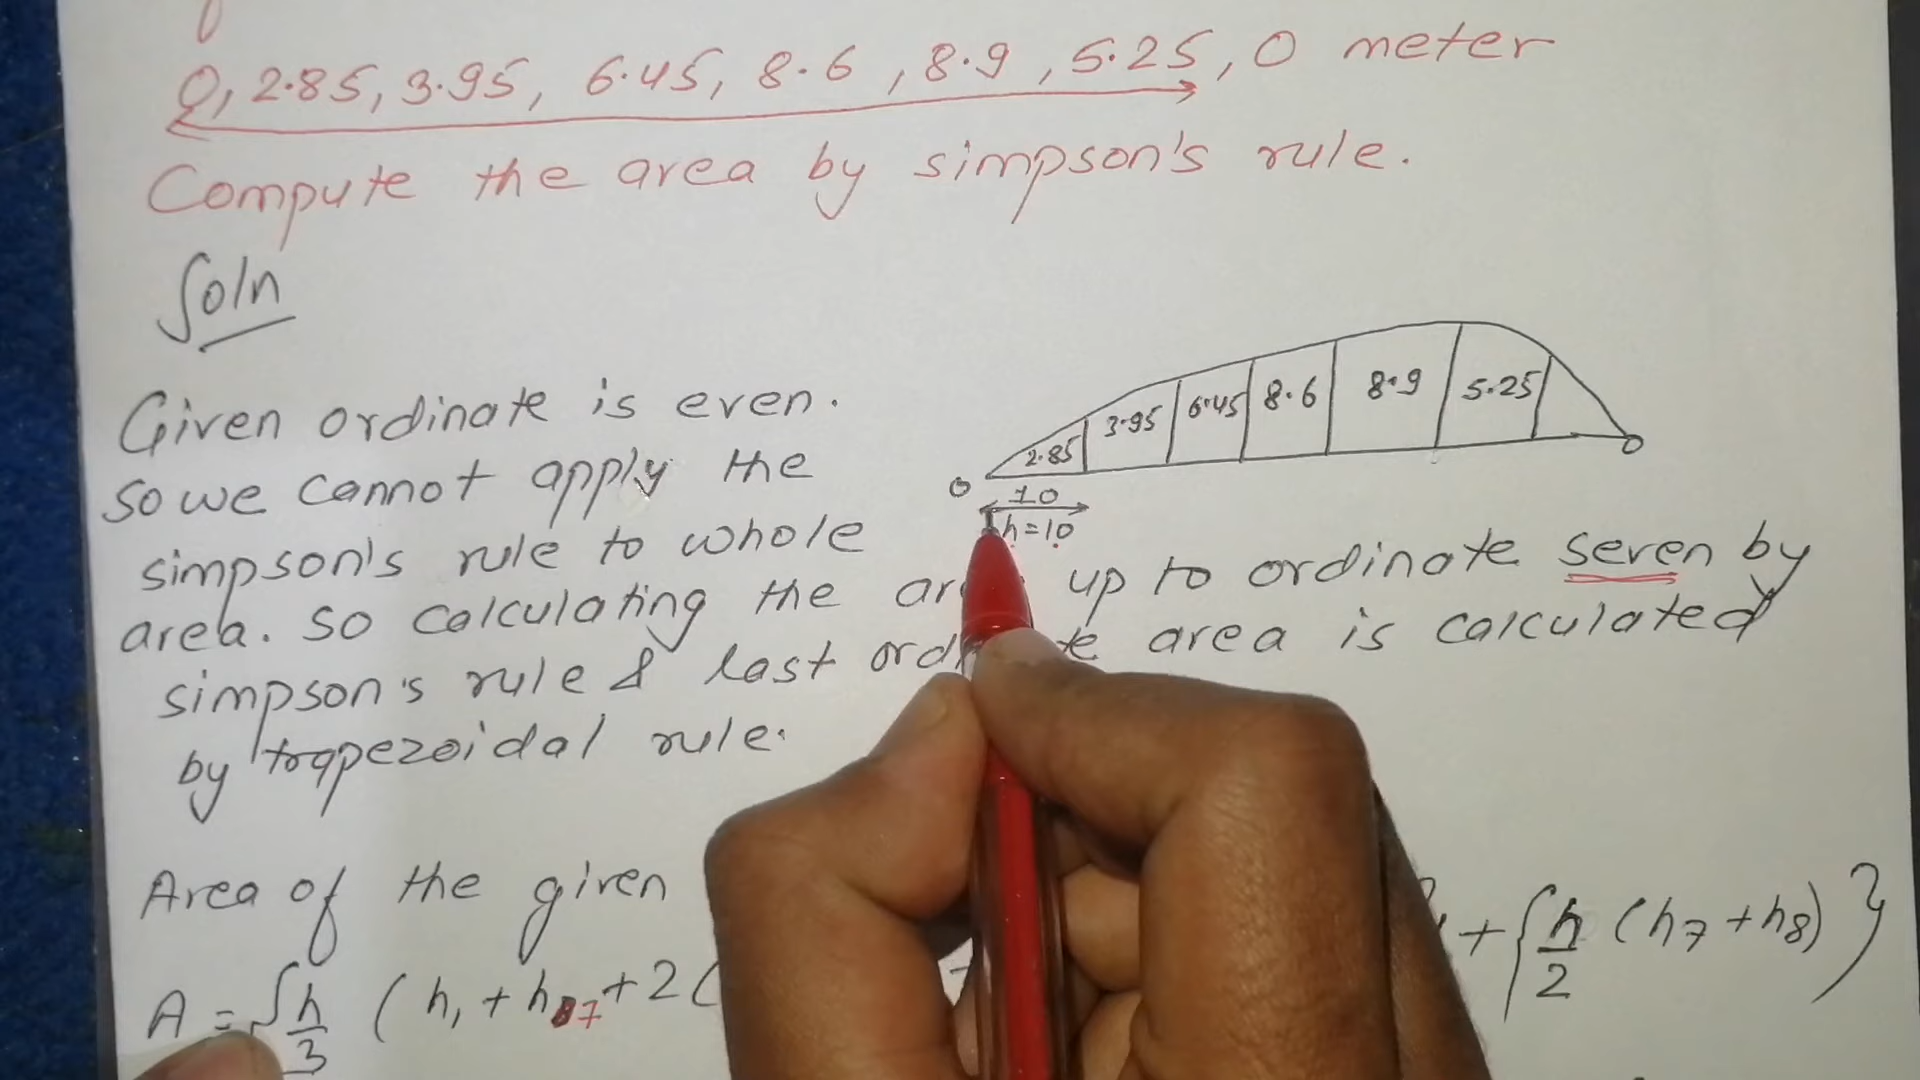 0, 2.85, 3.95, 6.45, 8.6, 8.9, 5.25, 0 meter
Compute the area by simpson's rule.
Soln
Given ordinate is even.
so we cannot apply the
simpson's rule to whole
area. so calculating the up to ordinate seven by
simpson's rule & last area is calculated
by trapezoidal rule.
0 2.85 3.95 6.45 8.6 8.9 5.25 0
10
h=10
Area of the given
+ { h/2 (h7 + h8) }
A = { h/3 ( h1 + h7 + 2 (